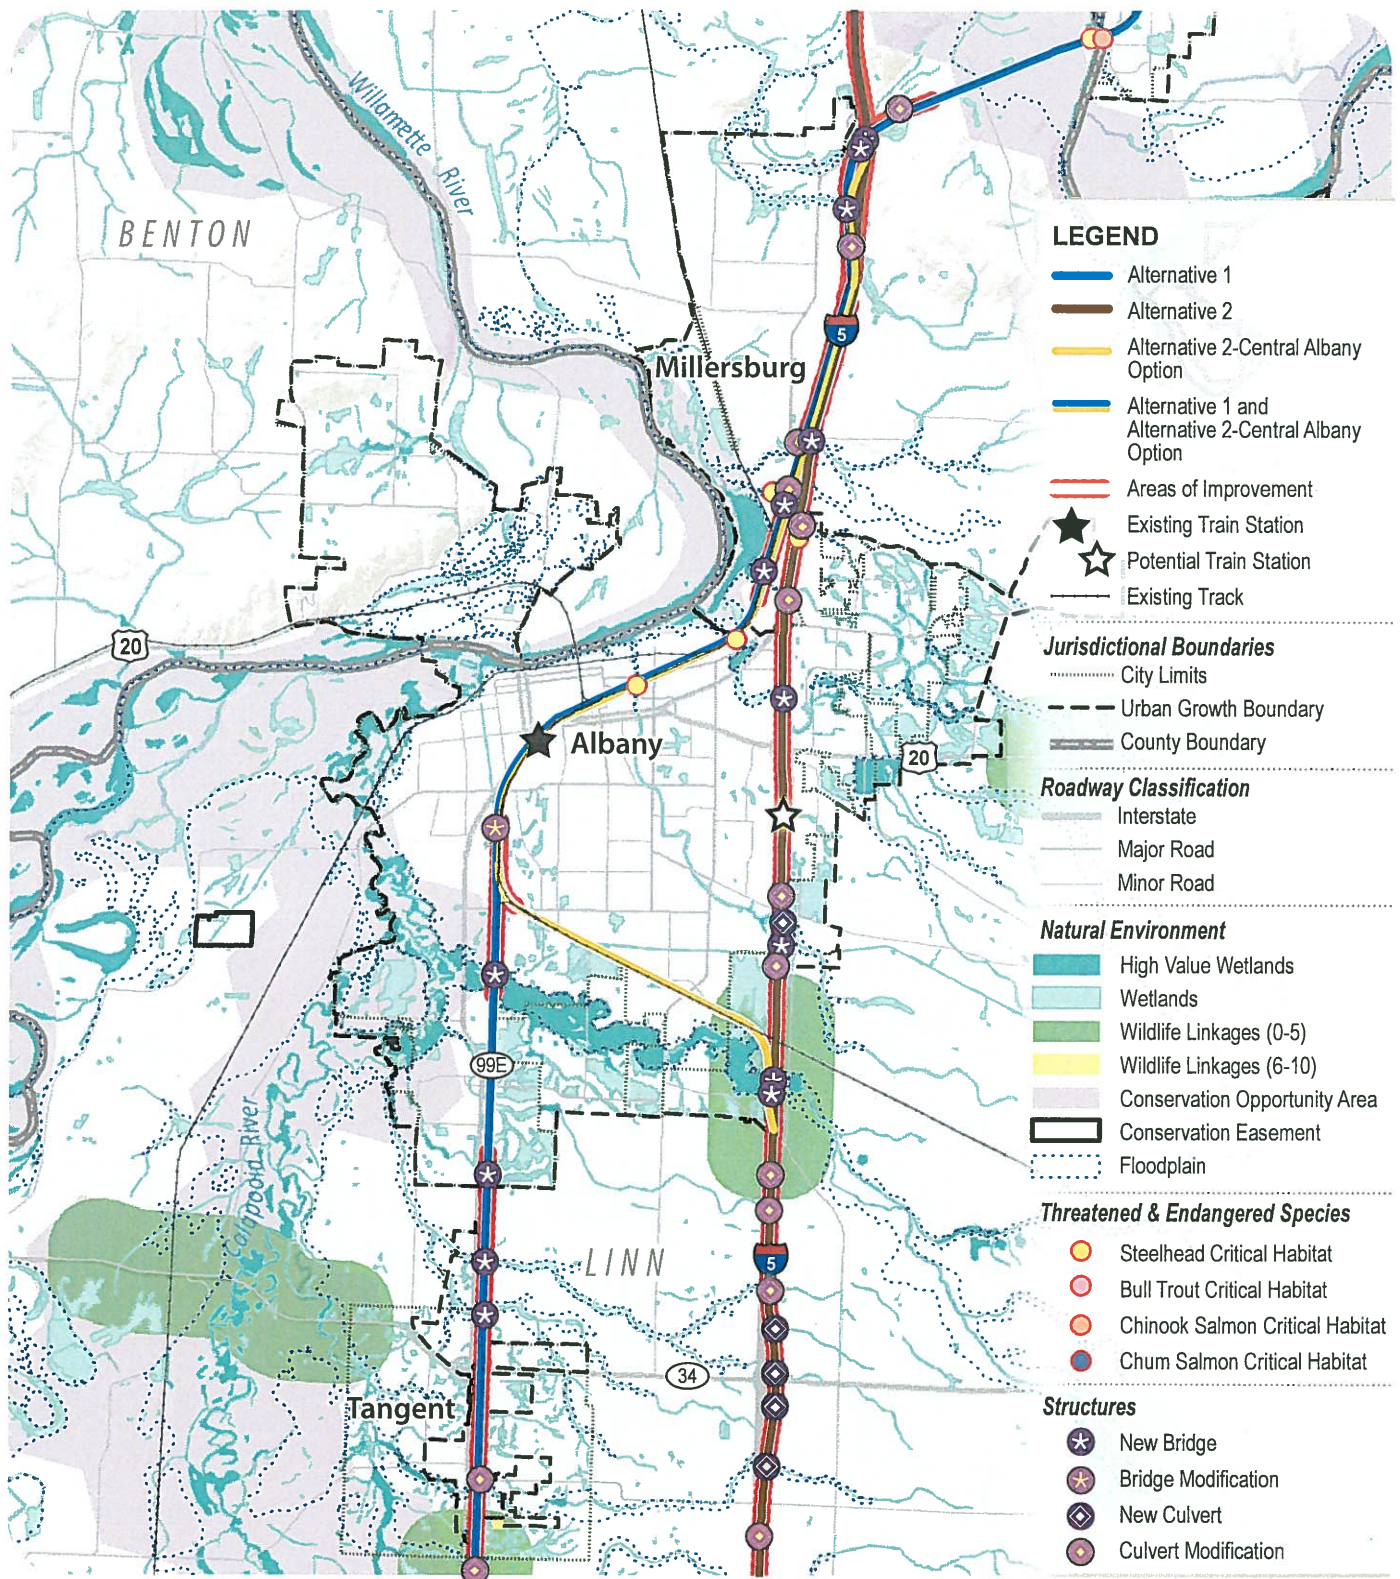 Willamette
River
BENTON
Millersburg
5
20
Albany
20
99E
Calapooia River
LINN
5
34
Tangent
LEGEND
Alternative 1
Alternative 2
Alternative 2-Central Albany
Option
Alternative 1 and
Alternative 2-Central Albany
Option
Areas of Improvement
Existing Train Station
Potential Train Station
Existing Track
Jurisdictional Boundaries
City Limits
Urban Growth Boundary
County Boundary
Roadway Classification
Interstate
Major Road
Minor Road
Natural Environment
High Value Wetlands
Wetlands
Wildlife Linkages (0-5)
Wildlife Linkages (6-10)
Conservation Opportunity Area
Conservation Easement
Floodplain
Threatened & Endangered Species
Steelhead Critical Habitat
Bull Trout Critical Habitat
Chinook Salmon Critical Habitat
Chum Salmon Critical Habitat
Structures
New Bridge
Bridge Modification
New Culvert
Culvert Modification